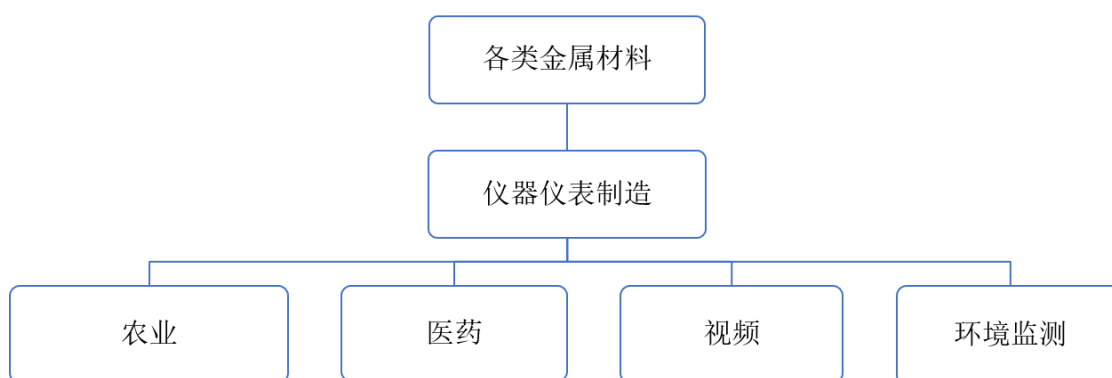 各类金属材料
仪器仪表制造
农业
医药
视频
环境监测